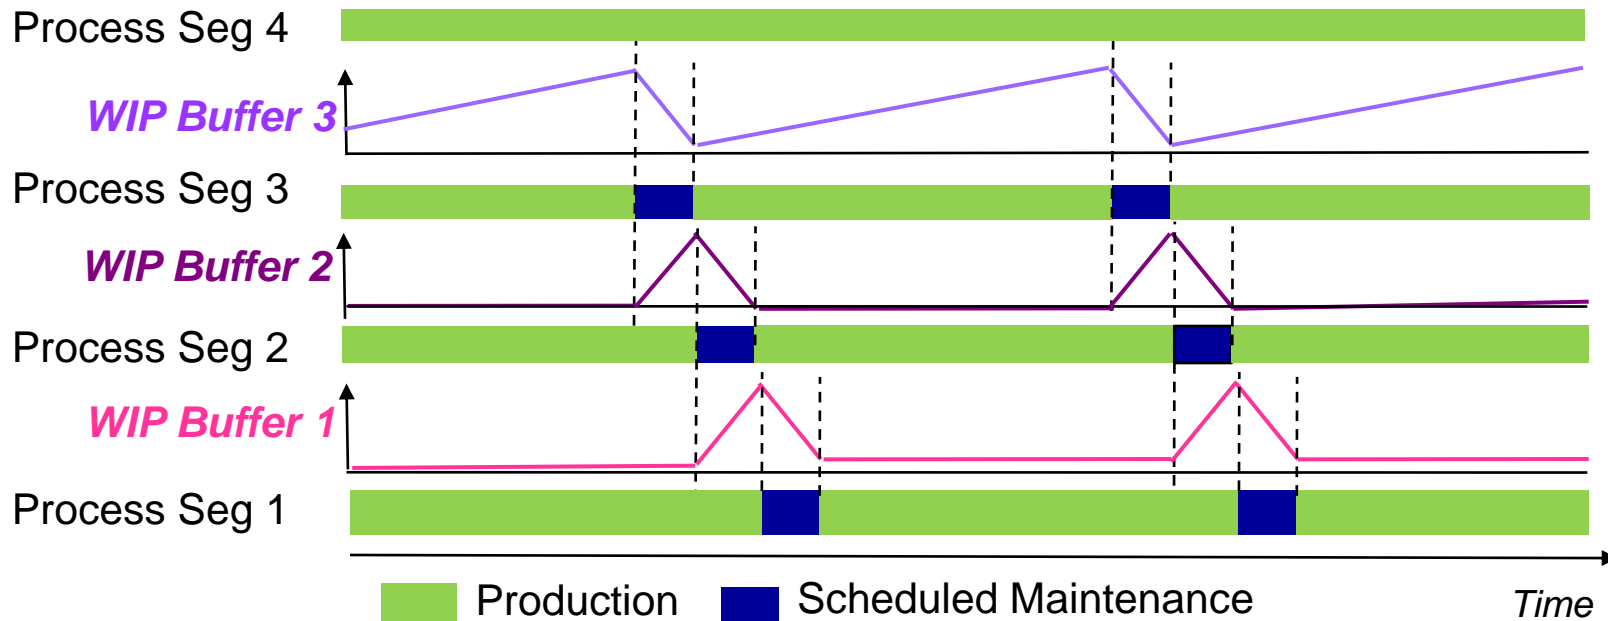 Process Seg 4
WIP Buffer 3
Process Seg 3
WIP Buffer 2
Process Seg 2
WIP Buffer 1
Process Seg 1
Production
Scheduled Maintenance
Time